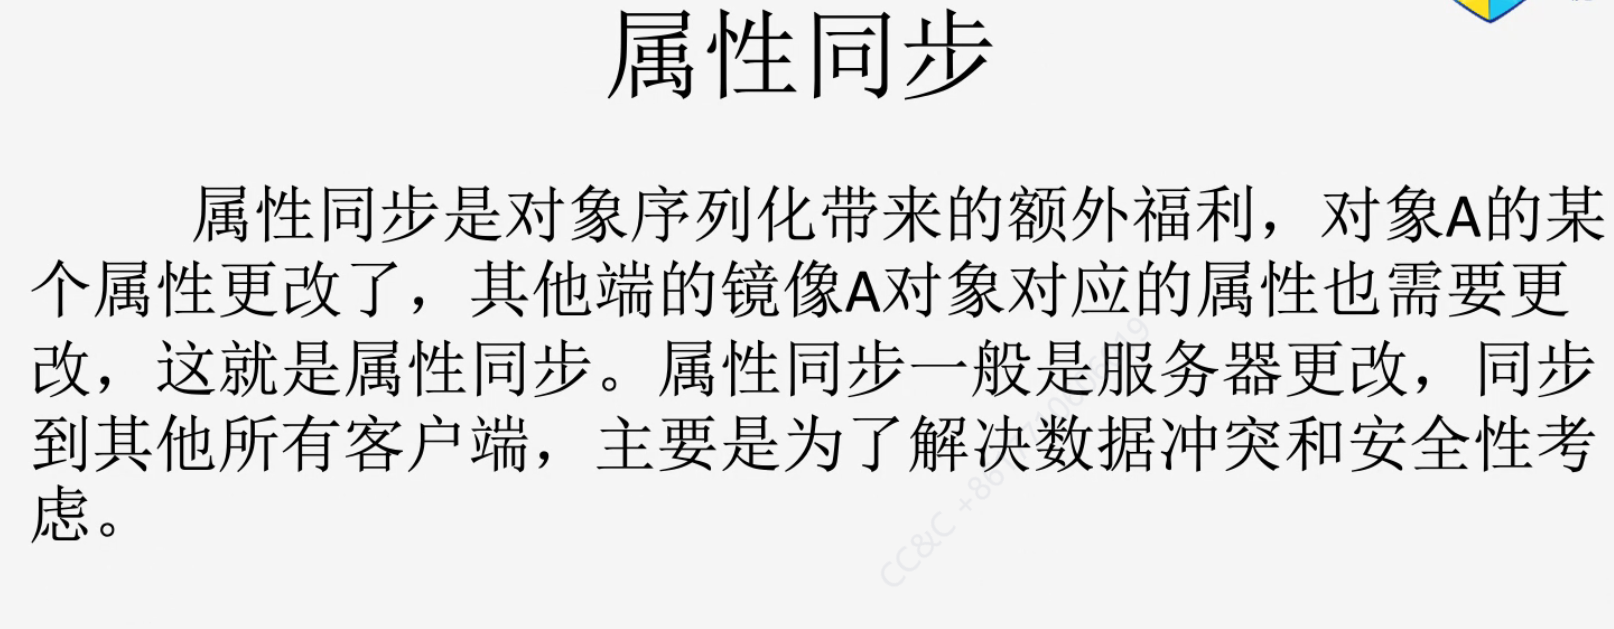 属性同步
属性同步是对象序列化带来的额外福利，对象A的某
个属性更改了，其他端的镜像A对象对应的属性也需要更
改，这就是属性同步。属性同步一般是服务器更改，同步
到其他所有客户端，主要是为了解决数据冲突和安全性考
虑。
CC&C